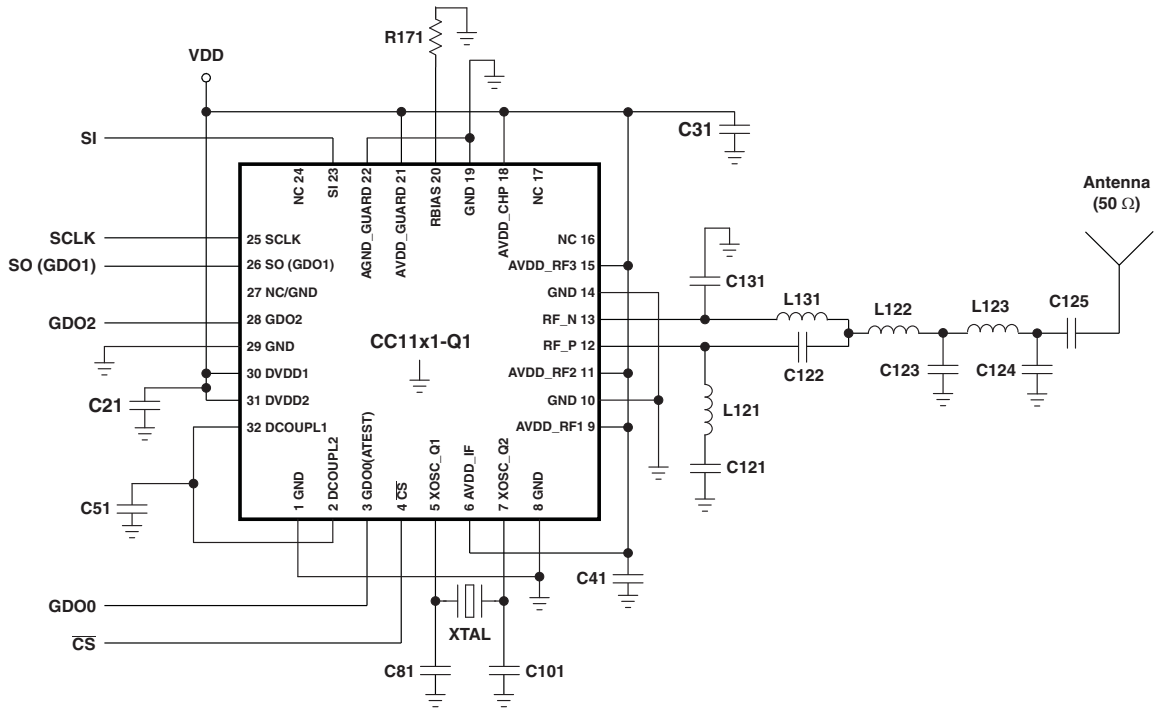 R171
VDD
C31
SI
NC 24
SI 23
AGND_GUARD 22
AVDD_GUARD 21
RBIAS 20
GND 19
AVDD_CHP 18
NC 17
Antenna
(50 Ω)
SCLK
25 SCLK
NC 16
SO (GDO1)
26 SO (GDO1)
AVDD_RF3 15
C131
27 NC/GND
GND 14
L131
L122
L123
C125
GDO2
28 GDO2
RF_N 13
29 GND
CC11x1-Q1
RF_P 12
C122
C123
C124
30 DVDD1
AVDD_RF2 11
C21
31 DVDD2
GND 10
L121
32 DCOUPL1
AVDD_RF1 9
C121
C51
1 GND
2 DCOUPL2
3 GDO0(ATEST)
4 C̅S̅
5 XOSC_Q1
6 AVDD_IF
7 XOSC_Q2
8 GND
C41
GDO0
XTAL
C̅S̅
C81
C101